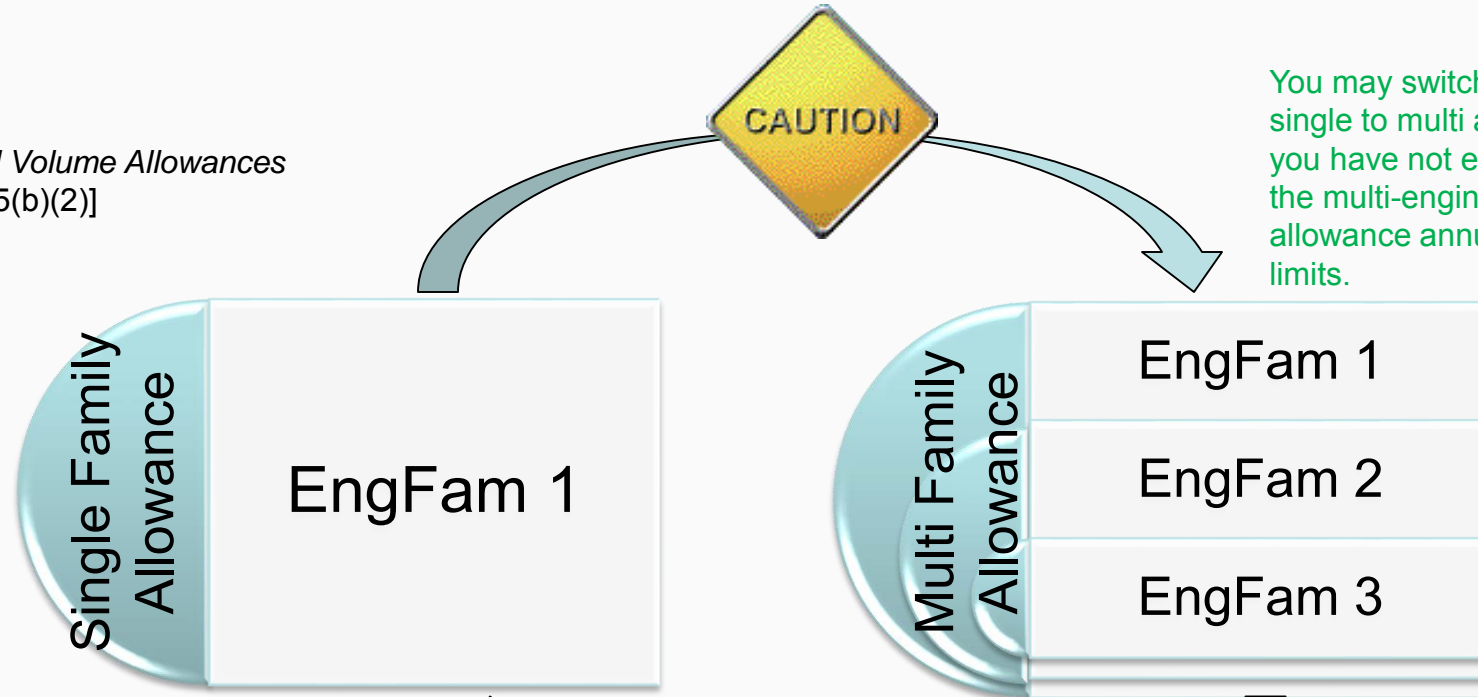 CAUTION
You may switch
single to multi
you have not
the multi-engin
allowance annu
limits.
Volume Allowances
5(b)(2)]
Single Family
Allowance
EngFam 1
Multi Family
Allowance
EngFam 1
EngFam 2
EngFam 3